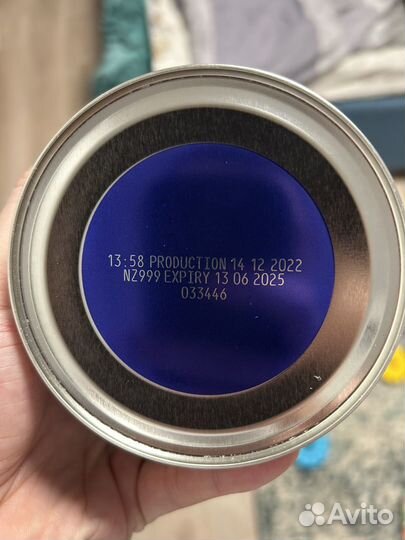 13:58 PRODUCTION 14 12 2022
NZ999 EXPIRY 13 06 2025
033446
Avito